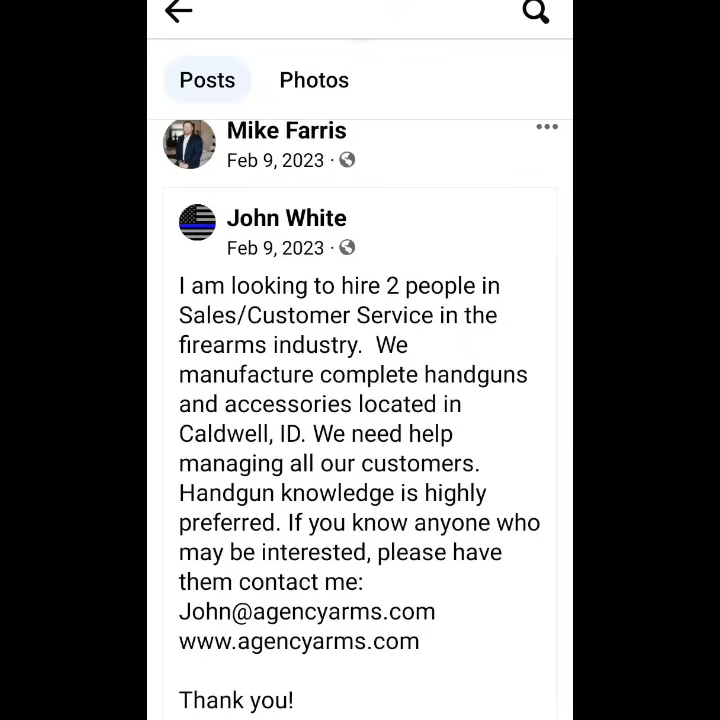 Posts Photos
Mike Farris
Feb 9, 2023 ·
John White
Feb 9, 2023 ·
I am looking to hire 2 people in
Sales/Customer Service in the
firearms industry.  We
manufacture complete handguns
and accessories located in
Caldwell, ID. We need help
managing all our customers.
Handgun knowledge is highly
preferred. If you know anyone who
may be interested, please have
them contact me:
John@agencyarms.com
www.agencyarms.com
Thank you!